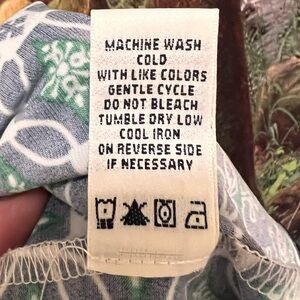 MACHINE WASH
COLD
WITH LIKE COLORS
GENTLE CYCLE
DO NOT BLEACH
TUMBLE DRY LOW
COOL IRON
ON REVERSE SIDE
IF NECESSARY